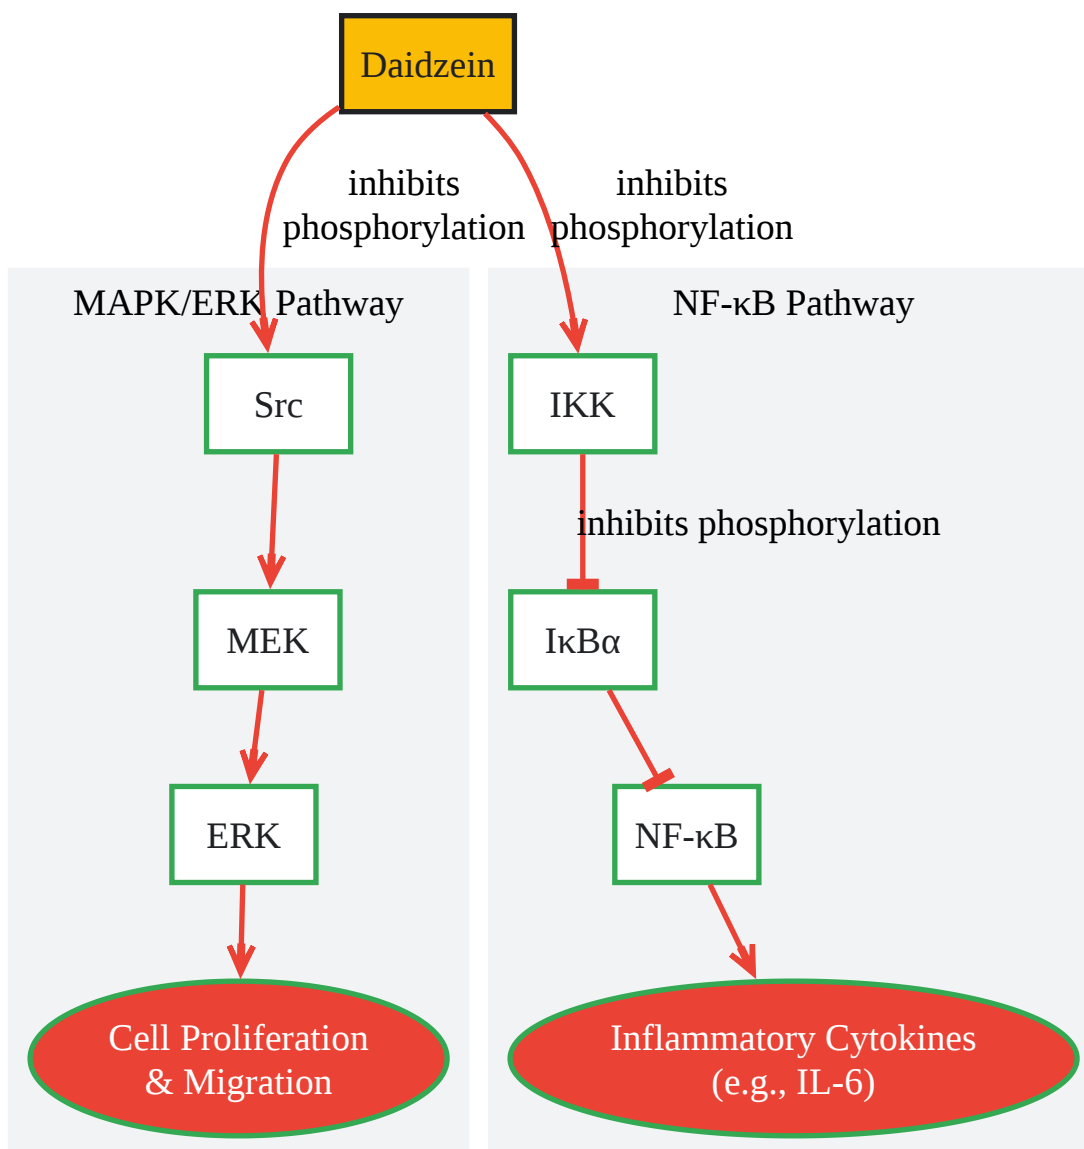 Daidzein
inhibits
phosphorylation
inhibits
phosphorylation
MAPK/ERK Pathway
NF-κB Pathway
Src
IKK
inhibits phosphorylation
MEK
IκBα
ERK
NF-κB
Cell Proliferation
& Migration
Inflammatory Cytokines
(e.g., IL-6)